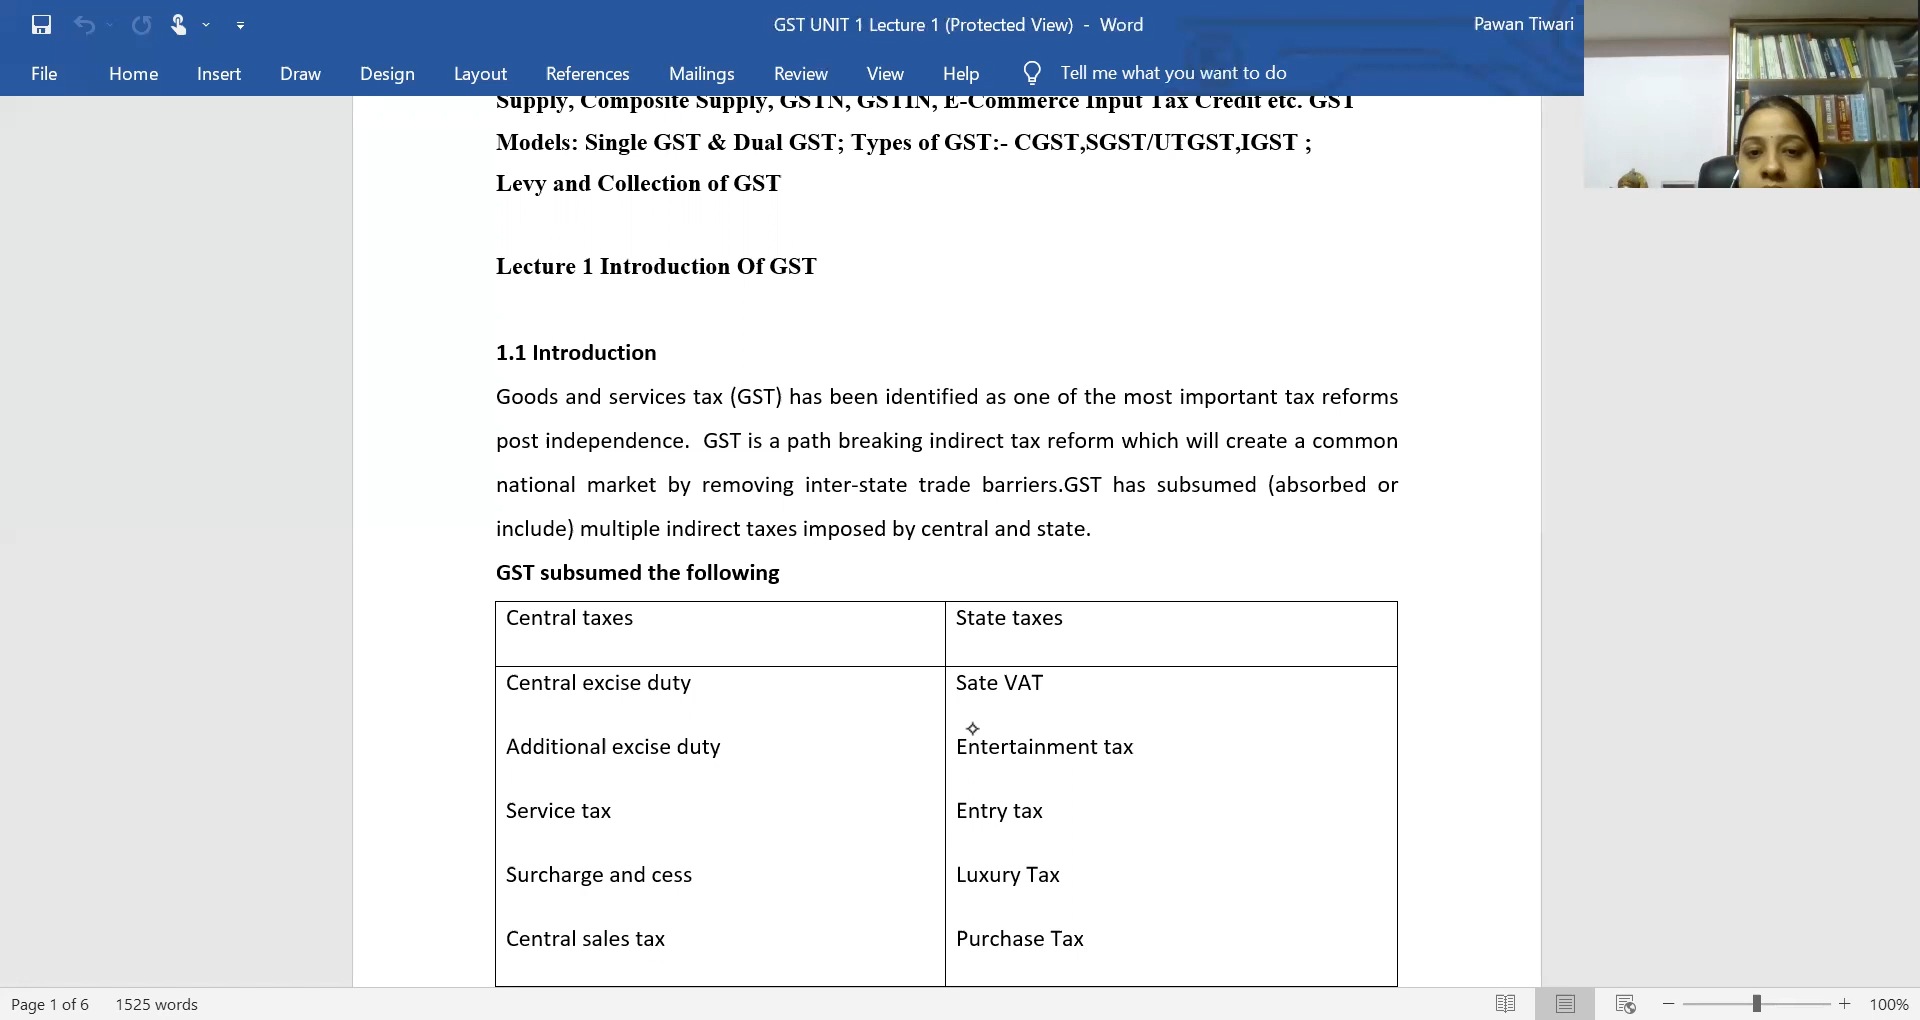 GST UNIT 1 Lecture 1 (Protected View) - Word
Pawan Tiwari
File Home Insert Draw Design Layout References Mailings Review View Help Tell me what you want to do
Supply, Composite Supply, GSTN, GSTIN, E-Commerce Input Tax Credit etc. GST
Models: Single GST & Dual GST; Types of GST:- CGST,SGST/UTGST,IGST ;
Levy and Collection of GST
Lecture 1 Introduction Of GST
1.1 Introduction
Goods and services tax (GST) has been identified as one of the most important tax reforms
post independence. GST is a path breaking indirect tax reform which will create a common
national market by removing inter-state trade barriers.GST has subsumed (absorbed or
include) multiple indirect taxes imposed by central and state.
GST subsumed the following
Central taxes State taxes
Central excise duty Sate VAT
Additional excise duty Entertainment tax
Service tax Entry tax
Surcharge and cess Luxury Tax
Central sales tax Purchase Tax
Page 1 of 6 1525 words 100%